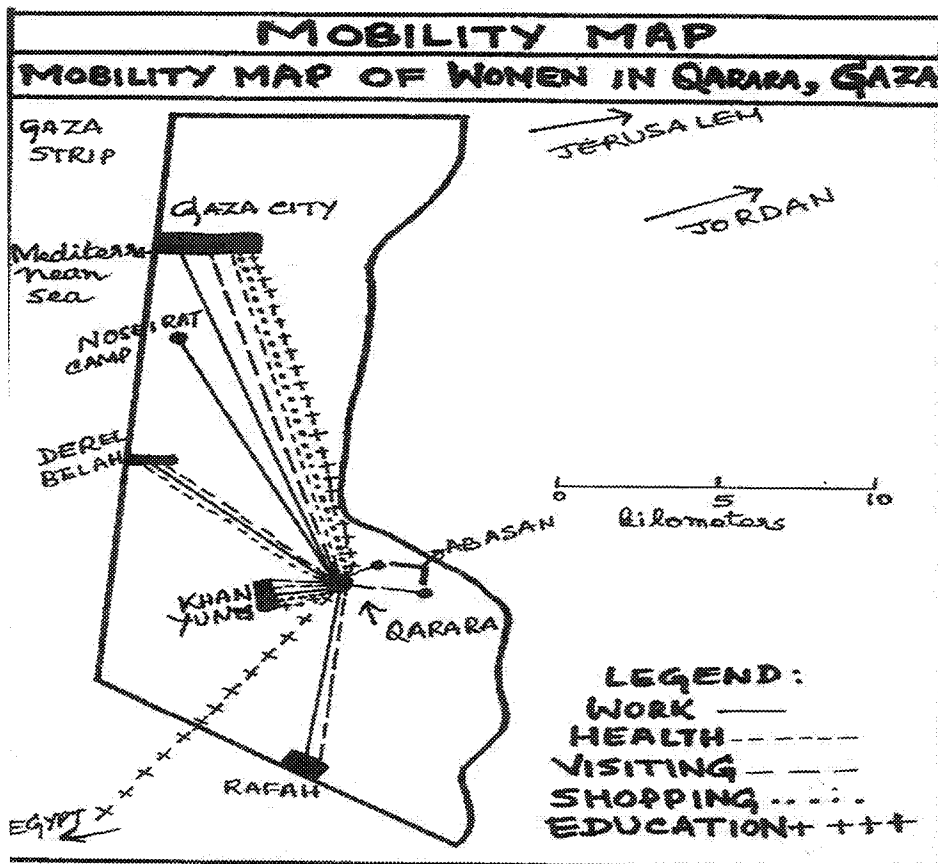 MOBILITY MAP
MOBILITY MAP OF WOMEN IN QARARA, GAZA
GAZA
STRIP
JERUSALEM
JORDAN
GAZA CITY
Mediterra
nean
sea
NOSEIRAT
CAMP
DEREL
BELAH
0 5 10
kilometers
ABASAN
KHAN
YUNIS
QARARA
RAFAH
EGYPT
LEGEND:
WORK
HEALTH
VISITING
SHOPPING
EDUCATION